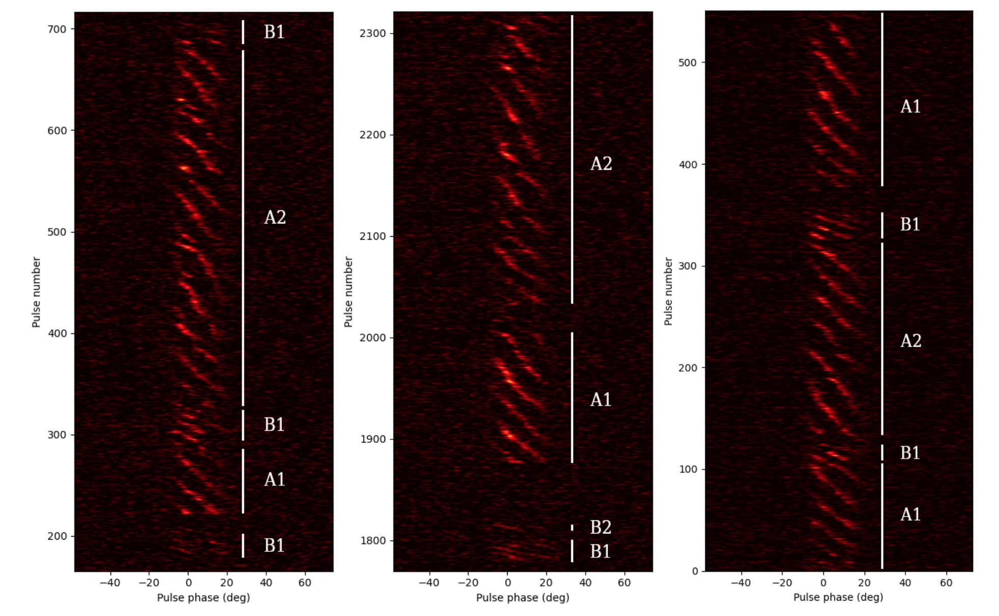 700
600
500
400
300
200
B1
A2
B1
A1
B1
−40 −20 0 20 40 60
Pulse phase (deg)
Pulse number
2300
2200
2100
2000
1900
1800
A2
A1
B2
B1
−40 −20 0 20 40 60
Pulse phase (deg)
Pulse number
500
400
300
200
100
0
A1
B1
A2
B1
A1
−40 −20 0 20 40 60
Pulse phase (deg)
Pulse number